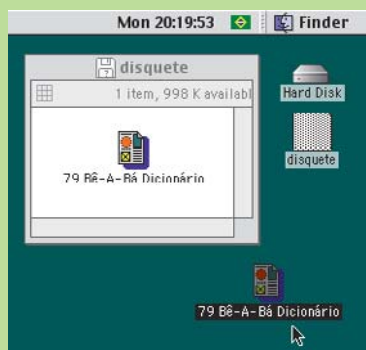 Mon 20:19:53 Finder
disquete
1 item, 998 K availabl
79 Bê-A-Bá Dicionário
Hard Disk
disquete
79 Bê-A-Bá Dicionário